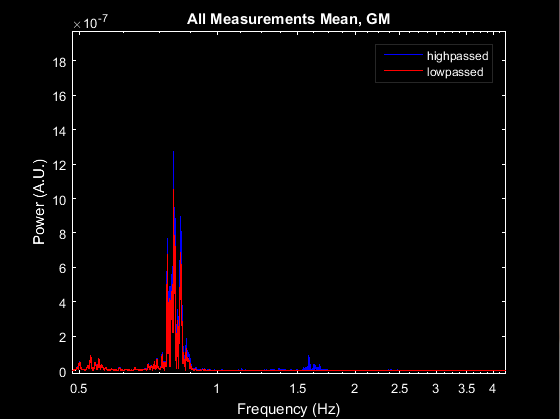 All Measurements Mean, GM
×10-7
highpassed
lowpassed
18
16
14
12
10
8
6
4
2
0
Power (A.U.)
0.5 1 1.5 2 2.5 3 3.5 4
Frequency (Hz)